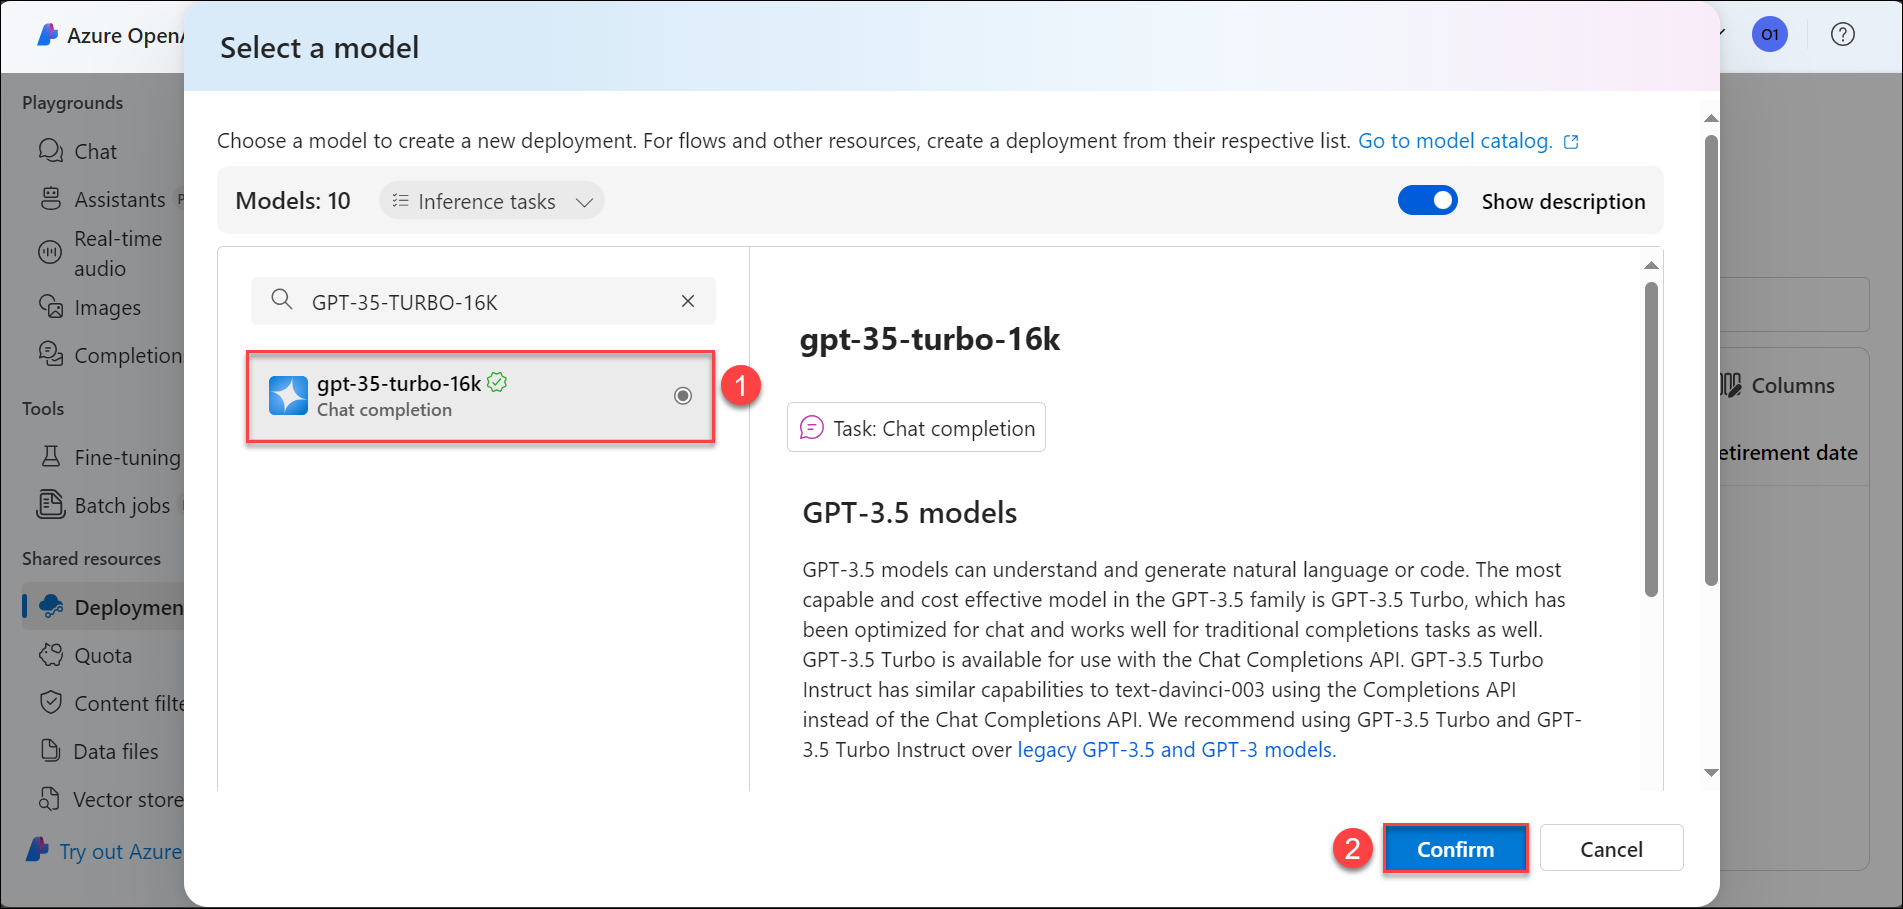 Azure OpenA
Select a model
O1
Playgrounds
Chat
Assistants
Real-time
audio
Images
Completion
Tools
Fine-tuning
Batch jobs
Shared resources
Deploymen
Quota
Content filte
Data files
Vector store
Try out Azure
Choose a model to create a new deployment. For flows and other resources, create a deployment from their respective list. Go to model catalog.
Models: 10
Inference tasks
Show description
GPT-35-TURBO-16K
gpt-35-turbo-16k
Chat completion
1
gpt-35-turbo-16k
Task: Chat completion
GPT-3.5 models
GPT-3.5 models can understand and generate natural language or code. The most
capable and cost effective model in the GPT-3.5 family is GPT-3.5 Turbo, which has
been optimized for chat and works well for traditional completions tasks as well.
GPT-3.5 Turbo is available for use with the Chat Completions API. GPT-3.5 Turbo
Instruct has similar capabilities to text-davinci-003 using the Completions API
instead of the Chat Completions API. We recommend using GPT-3.5 Turbo and GPT-
3.5 Turbo Instruct over legacy GPT-3.5 and GPT-3 models.
Columns
etirement date
2
Confirm
Cancel